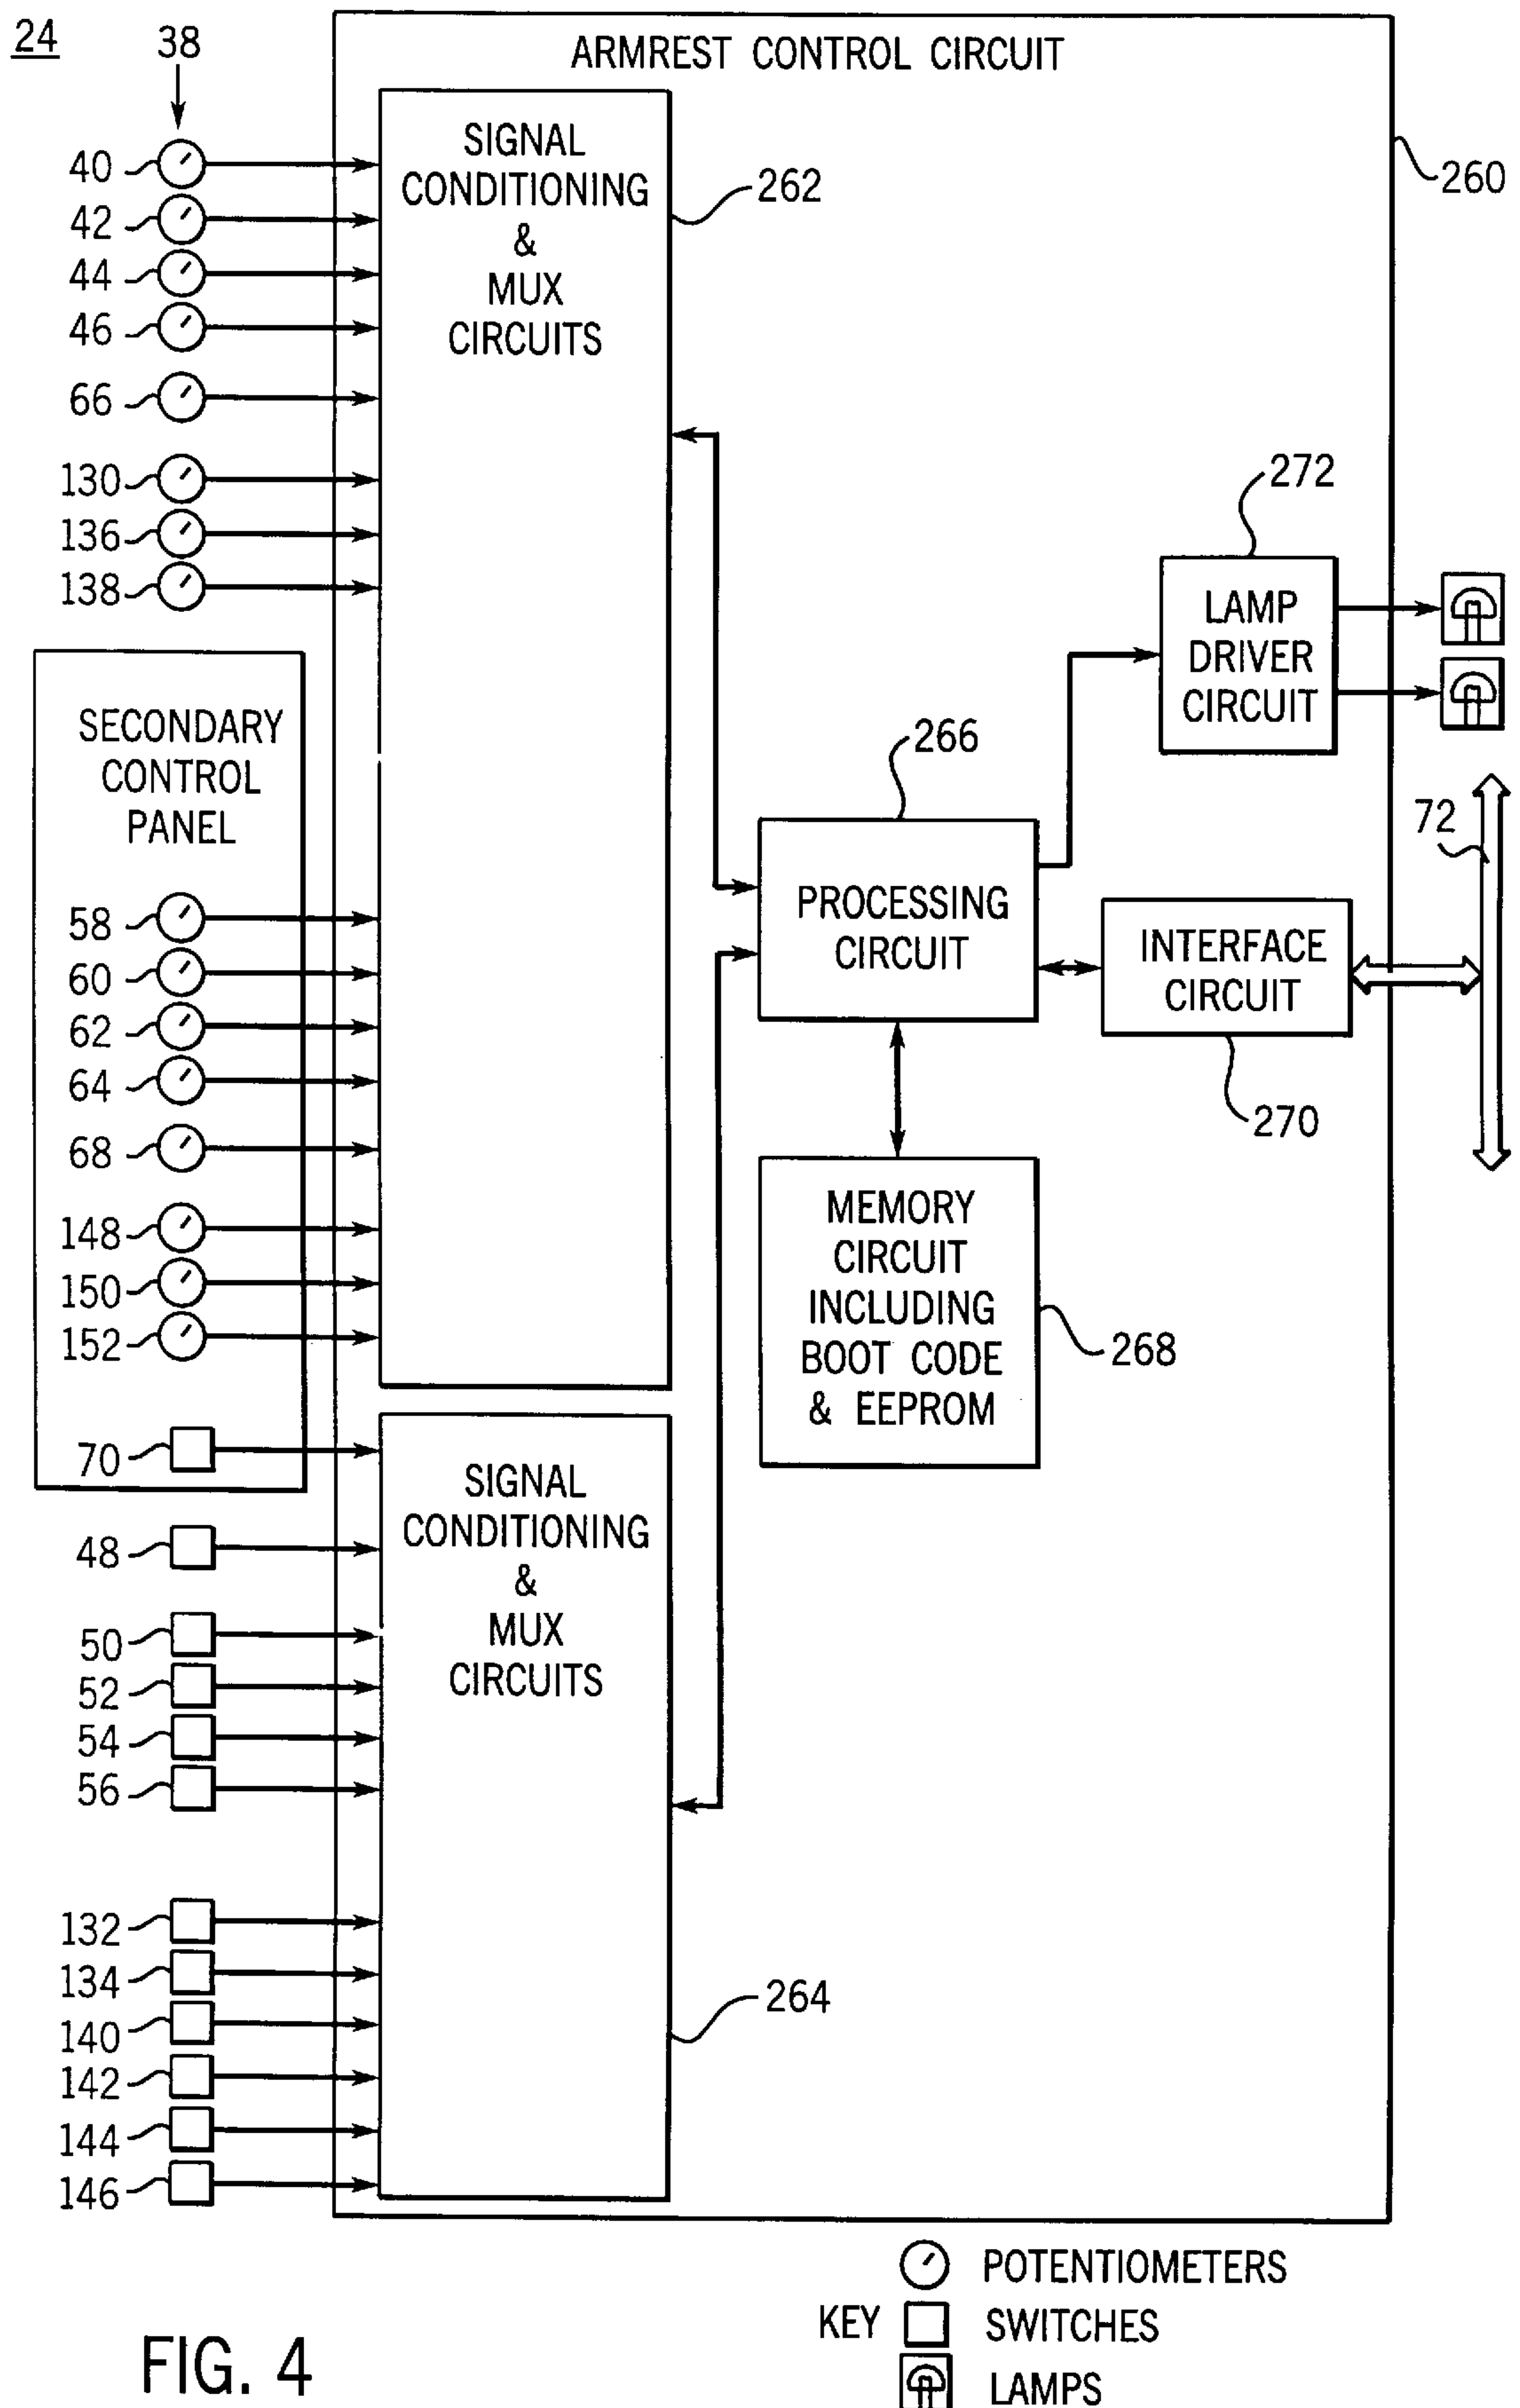 24
38
ARMREST CONTROL CIRCUIT
SIGNAL
CONDITIONING
&
MUX
CIRCUITS
262
260
40
42
44
46
66
130
136
138
272
LAMP
DRIVER
CIRCUIT
SECONDARY
CONTROL
PANEL
266
72
PROCESSING
CIRCUIT
INTERFACE
CIRCUIT
270
58
60
62
64
68
148
150
152
70
MEMORY
CIRCUIT
INCLUDING
BOOT CODE
& EEPROM
268
SIGNAL
CONDITIONING
&
MUX
CIRCUITS
48
50
52
54
56
132
134
140
142
144
146
264
POTENTIOMETERS
KEY SWITCHES
LAMPS
FIG. 4